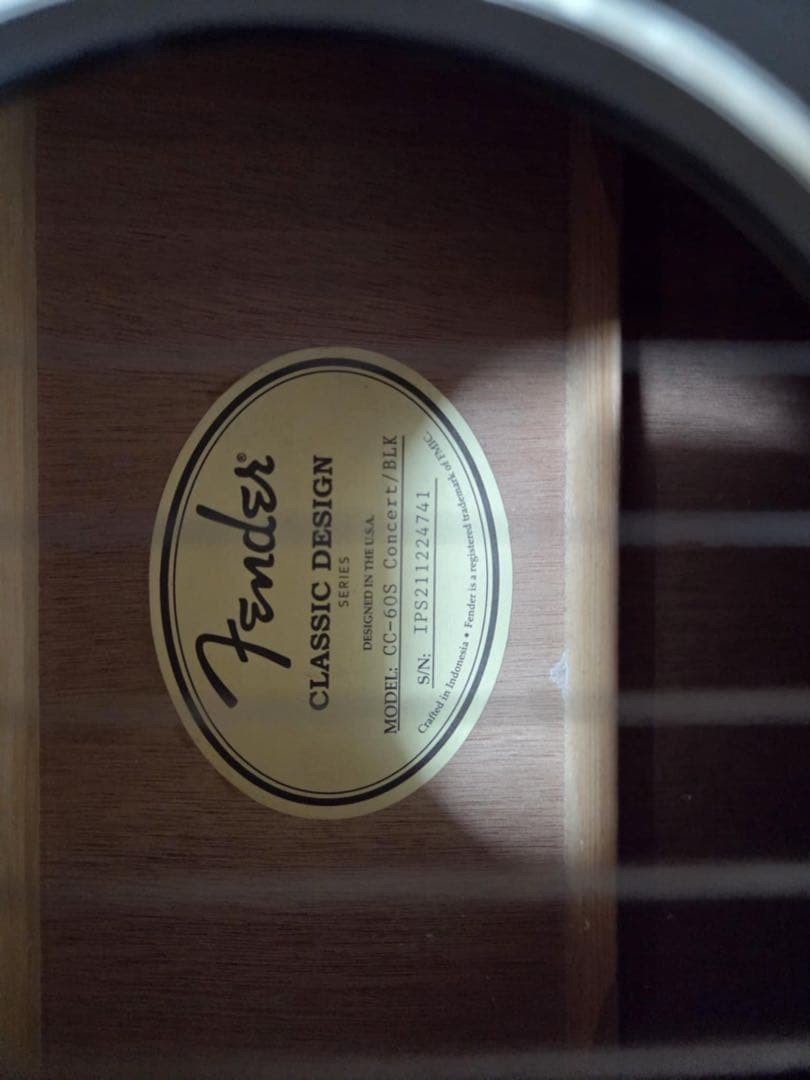 Fender®
CLASSIC DESIGN
SERIES
DESIGNED IN THE U.S.A.
MODEL: CC-60S Concert/BLK
S/N: IPS211224741
Crafted in Indonesia • Fender is a registered trademark of FMIC.